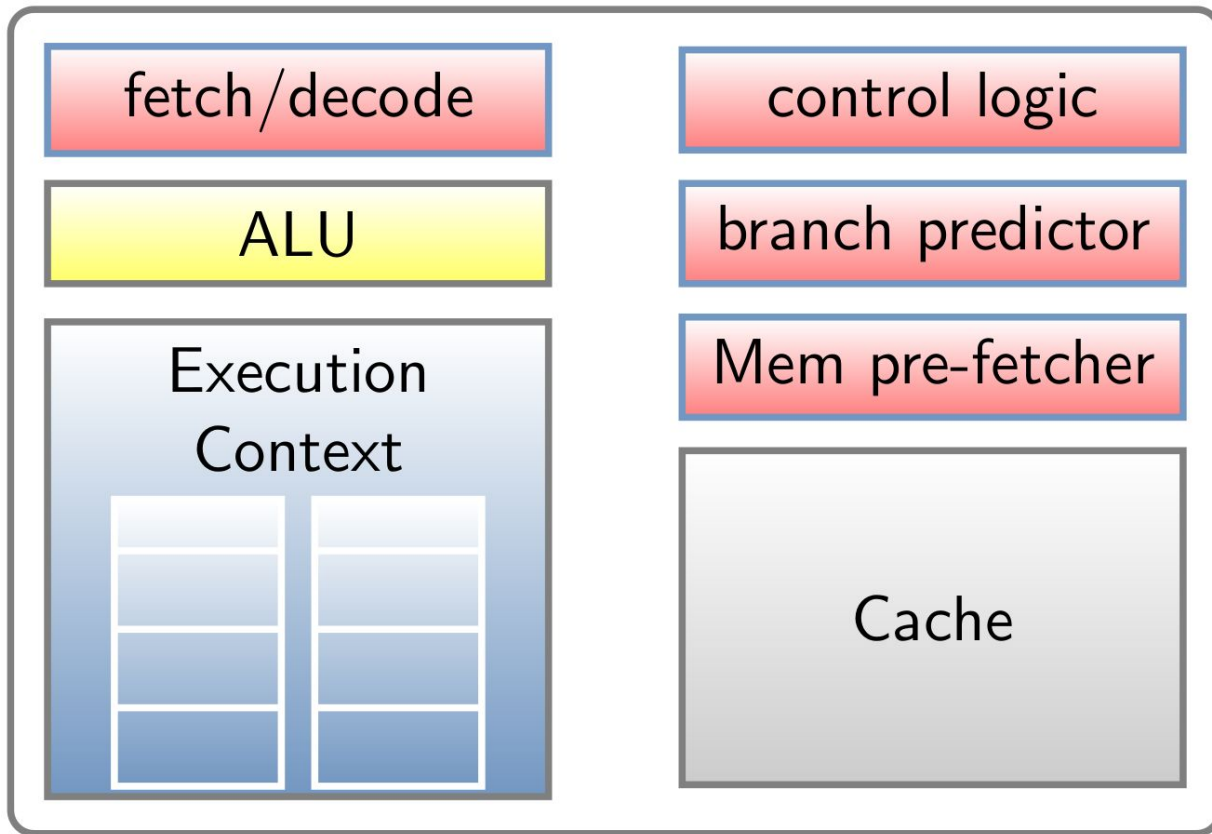 fetch/decode
ALU
Execution
Context
control logic
branch predictor
Mem pre-fetcher
Cache